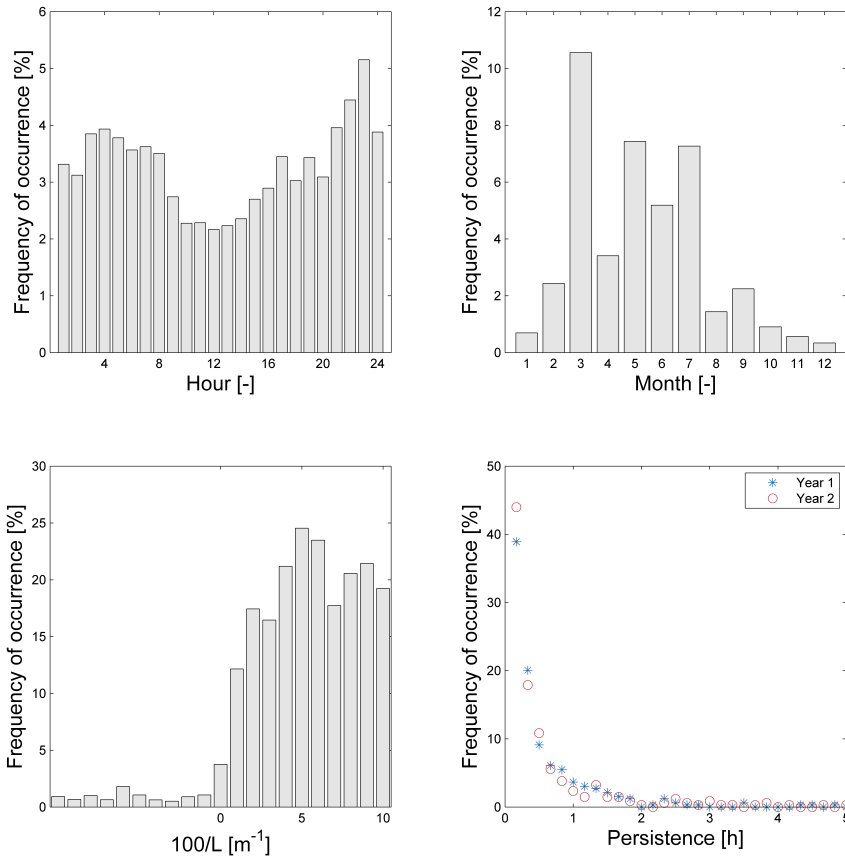 Frequency of occurrence [%]
6
5
4
3
2
1
0
4 8 12 16 20 24
Hour [-]
Frequency of occurrence [%]
12
10
8
6
4
2
0
1 2 3 4 5 6 7 8 9 10 11 12
Month [-]
Frequency of occurrence [%]
30
25
20
15
10
5
0
0 5 10
100/L [m⁻¹]
Frequency of occurrence [%]
50
40
30
20
10
0
0 1 2 3 4 5
Persistence [h]
Year 1
Year 2